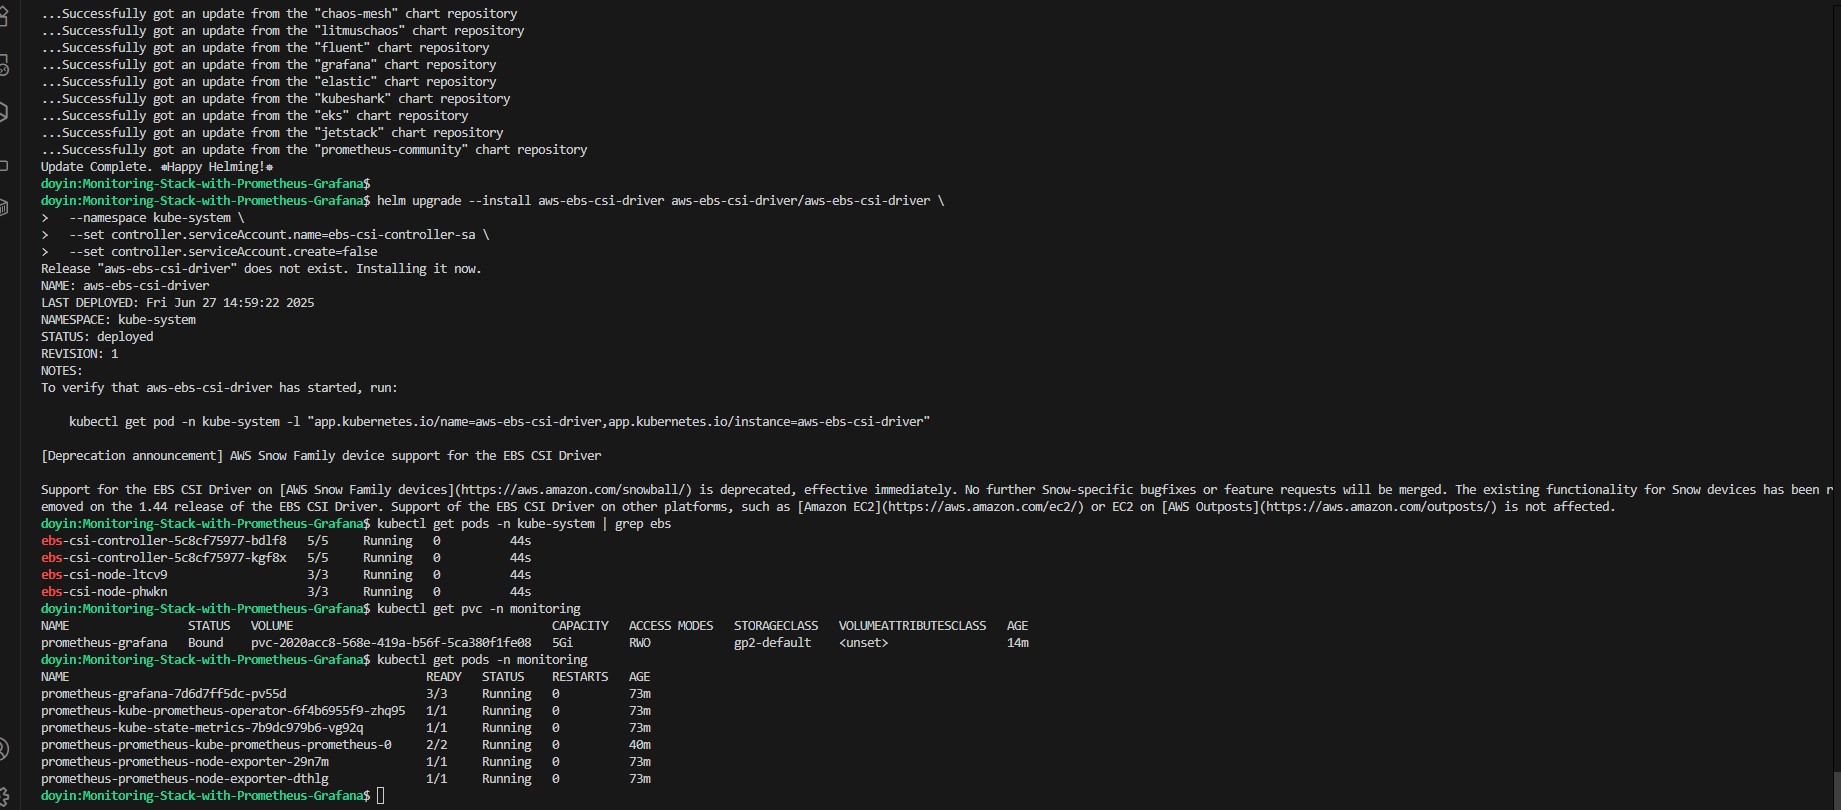 ...Successfully got an update from the "chaos-mesh" chart repository
...Successfully got an update from the "litmuschaos" chart repository
...Successfully got an update from the "fluent" chart repository
...Successfully got an update from the "grafana" chart repository
...Successfully got an update from the "elastic" chart repository
...Successfully got an update from the "kubeshark" chart repository
...Successfully got an update from the "eks" chart repository
...Successfully got an update from the "jetstack" chart repository
...Successfully got an update from the "prometheus-community" chart repository
Update Complete. ⎈Happy Helming!⎈
doyin:Monitoring-Stack-with-Prometheus-Grafana$
doyin:Monitoring-Stack-with-Prometheus-Grafana$ helm upgrade --install aws-ebs-csi-driver aws-ebs-csi-driver/aws-ebs-csi-driver \
>   --namespace kube-system \
>   --set controller.serviceAccount.name=ebs-csi-controller-sa \
>   --set controller.serviceAccount.create=false
Release "aws-ebs-csi-driver" does not exist. Installing it now.
NAME: aws-ebs-csi-driver
LAST DEPLOYED: Fri Jun 27 14:59:22 2025
NAMESPACE: kube-system
STATUS: deployed
REVISION: 1
NOTES:
To verify that aws-ebs-csi-driver has started, run:
kubectl get pod -n kube-system -l "app.kubernetes.io/name=aws-ebs-csi-driver,app.kubernetes.io/instance=aws-ebs-csi-driver"
[Deprecation announcement] AWS Snow Family device support for the EBS CSI Driver
Support for the EBS CSI Driver on [AWS Snow Family devices](https://aws.amazon.com/snowball/) is deprecated, effective immediately. No further Snow-specific bugfixes or feature requests will be merged. The existing functionality for Snow devices has been r
emoved on the 1.44 release of the EBS CSI Driver. Support of the EBS CSI Driver on other platforms, such as [Amazon EC2](https://aws.amazon.com/ec2/) or EC2 on [AWS Outposts](https://aws.amazon.com/outposts/) is not affected.
doyin:Monitoring-Stack-with-Prometheus-Grafana$ kubectl get pods -n kube-system | grep ebs
ebs-csi-controller-5c8cf75977-bdlf8   5/5     Running   0          44s
ebs-csi-controller-5c8cf75977-kgf8x   5/5     Running   0          44s
ebs-csi-node-ltcv9                    3/3     Running   0          44s
ebs-csi-node-phwkn                    3/3     Running   0          44s
doyin:Monitoring-Stack-with-Prometheus-Grafana$ kubectl get pvc -n monitoring
NAME                 STATUS   VOLUME                                     CAPACITY   ACCESS MODES   STORAGECLASS   VOLUMEATTRIBUTESCLASS   AGE
prometheus-grafana   Bound    pvc-2020acc8-568e-419a-b56f-5ca380f1fe08   5Gi        RWO            gp2-default    <unset>                 14m
doyin:Monitoring-Stack-with-Prometheus-Grafana$ kubectl get pods -n monitoring
NAME                                                   READY   STATUS    RESTARTS   AGE
prometheus-grafana-7d6d7ff5dc-pv55d                    3/3     Running   0          73m
prometheus-kube-prometheus-operator-6f4b6955f9-zhq95   1/1     Running   0          73m
prometheus-kube-state-metrics-7b9dc979b6-vg92q         1/1     Running   0          73m
prometheus-prometheus-kube-prometheus-prometheus-0     2/2     Running   0          40m
prometheus-prometheus-node-exporter-29n7m              1/1     Running   0          73m
prometheus-prometheus-node-exporter-dthlg              1/1     Running   0          73m
doyin:Monitoring-Stack-with-Prometheus-Grafana$